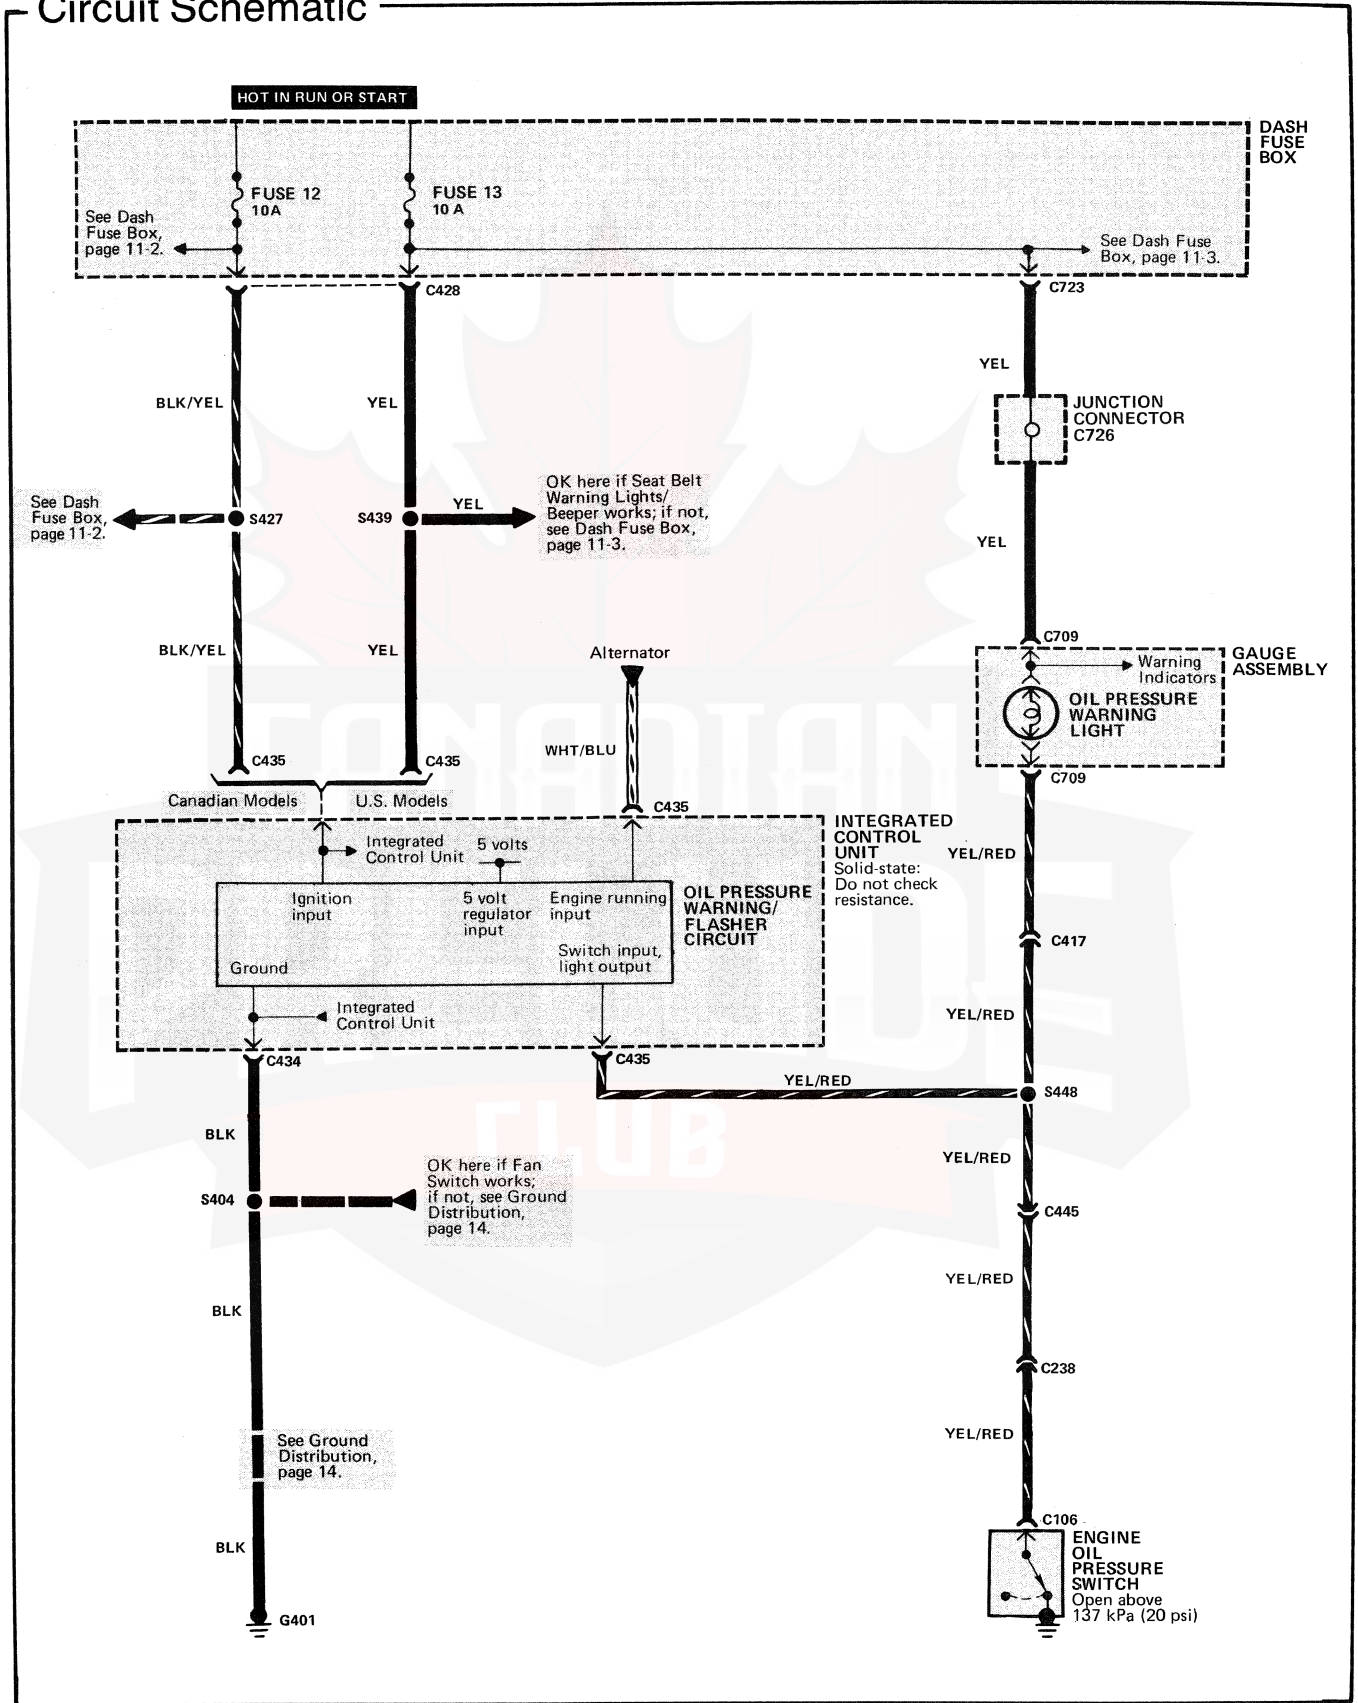 Circuit Schematic
HOT IN RUN OR START
DASH
FUSE
BOX
FUSE 12
10A
FUSE 13
10 A
See Dash
Fuse Box,
page 11-2.
See Dash Fuse
Box, page 11-3.
C428
C723
YEL
BLK/YEL
YEL
JUNCTION
CONNECTOR
C726
See Dash
Fuse Box,
page 11-2.
S427
S439
YEL
OK here if Seat Belt
Warning Lights/
Beeper works; if not,
see Dash Fuse Box,
page 11-3.
YEL
BLK/YEL
YEL
Alternator
C709
GAUGE
ASSEMBLY
Warning
Indicators
OIL PRESSURE
WARNING
LIGHT
WHT/BLU
C435
C435
C709
Canadian Models
U.S. Models
C435
INTEGRATED
CONTROL
UNIT
Solid-state:
Do not check
resistance.
YEL/RED
Integrated
Control Unit
5 volts
Ignition
input
5 volt
regulator
input
Engine running
input
OIL PRESSURE
WARNING/
FLASHER
CIRCUIT
Switch input,
light output
Ground
C417
Integrated
Control Unit
YEL/RED
C434
C435
YEL/RED
S448
BLK
YEL/RED
OK here if Fan
Switch works;
if not, see Ground
Distribution,
page 14.
S404
C445
YEL/RED
BLK
C238
See Ground
Distribution,
page 14.
YEL/RED
BLK
C106
ENGINE
OIL
PRESSURE
SWITCH
Open above
137 kPa (20 psi)
G401
CANADIAN
PRELUDE
CLUB